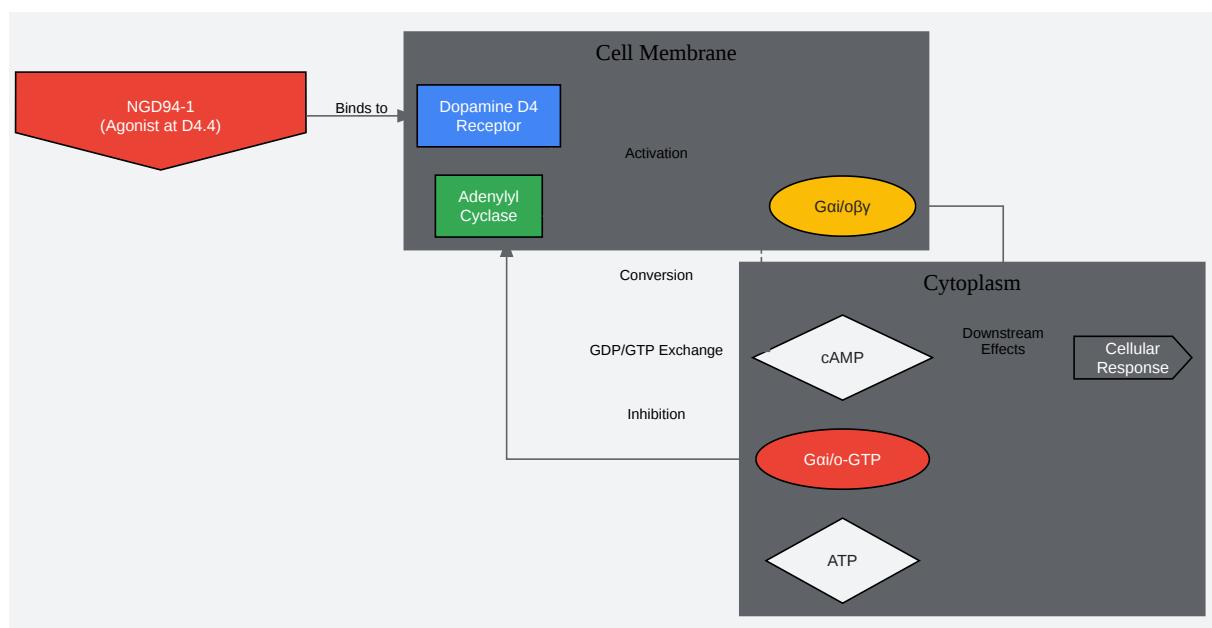 Cell Membrane
NGD94-1
(Agonist at D4.4)
Binds to
Dopamine D4
Receptor
Activation
Adenylyl
Cyclase
Gαi/oβγ
Conversion
Cytoplasm
GDP/GTP Exchange
cAMP
Downstream
Effects
Cellular
Response
Inhibition
Gαi/o-GTP
ATP